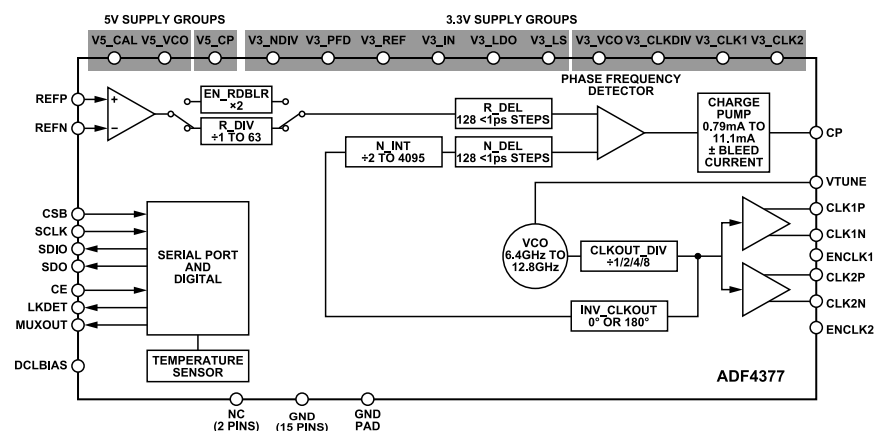 5V SUPPLY GROUPS
3.3V SUPPLY GROUPS
V5_CAL V5_VCO V5_CP V3_NDIV V3_PFD V3_REF V3_IN V3_LDO V3_LS V3_VCO V3_CLKDIV V3_CLK1 V3_CLK2
REFP
REFN
+
−
EN_RDBLR
×2
R_DIV
÷1 TO 63
R_DEL
128 <1ps STEPS
N_INT
÷2 TO 4095
N_DEL
128 <1ps STEPS
PHASE FREQUENCY
DETECTOR
CHARGE
PUMP
0.79mA TO
11.1mA
± BLEED
CURRENT
CP
VTUNE
CLK1P
CLK1N
ENCLK1
CLK2P
CLK2N
ENCLK2
VCO
6.4GHz TO
12.8GHz
CLKOUT_DIV
÷1/2/4/8
INV_CLKOUT
0° OR 180°
CSB
SCLK
SDIO
SDO
CE
LKDET
MUXOUT
DCLBIAS
SERIAL PORT
AND
DIGITAL
TEMPERATURE
SENSOR
ADF4377
NC
(2 PINS)
GND
(15 PINS)
GND
PAD